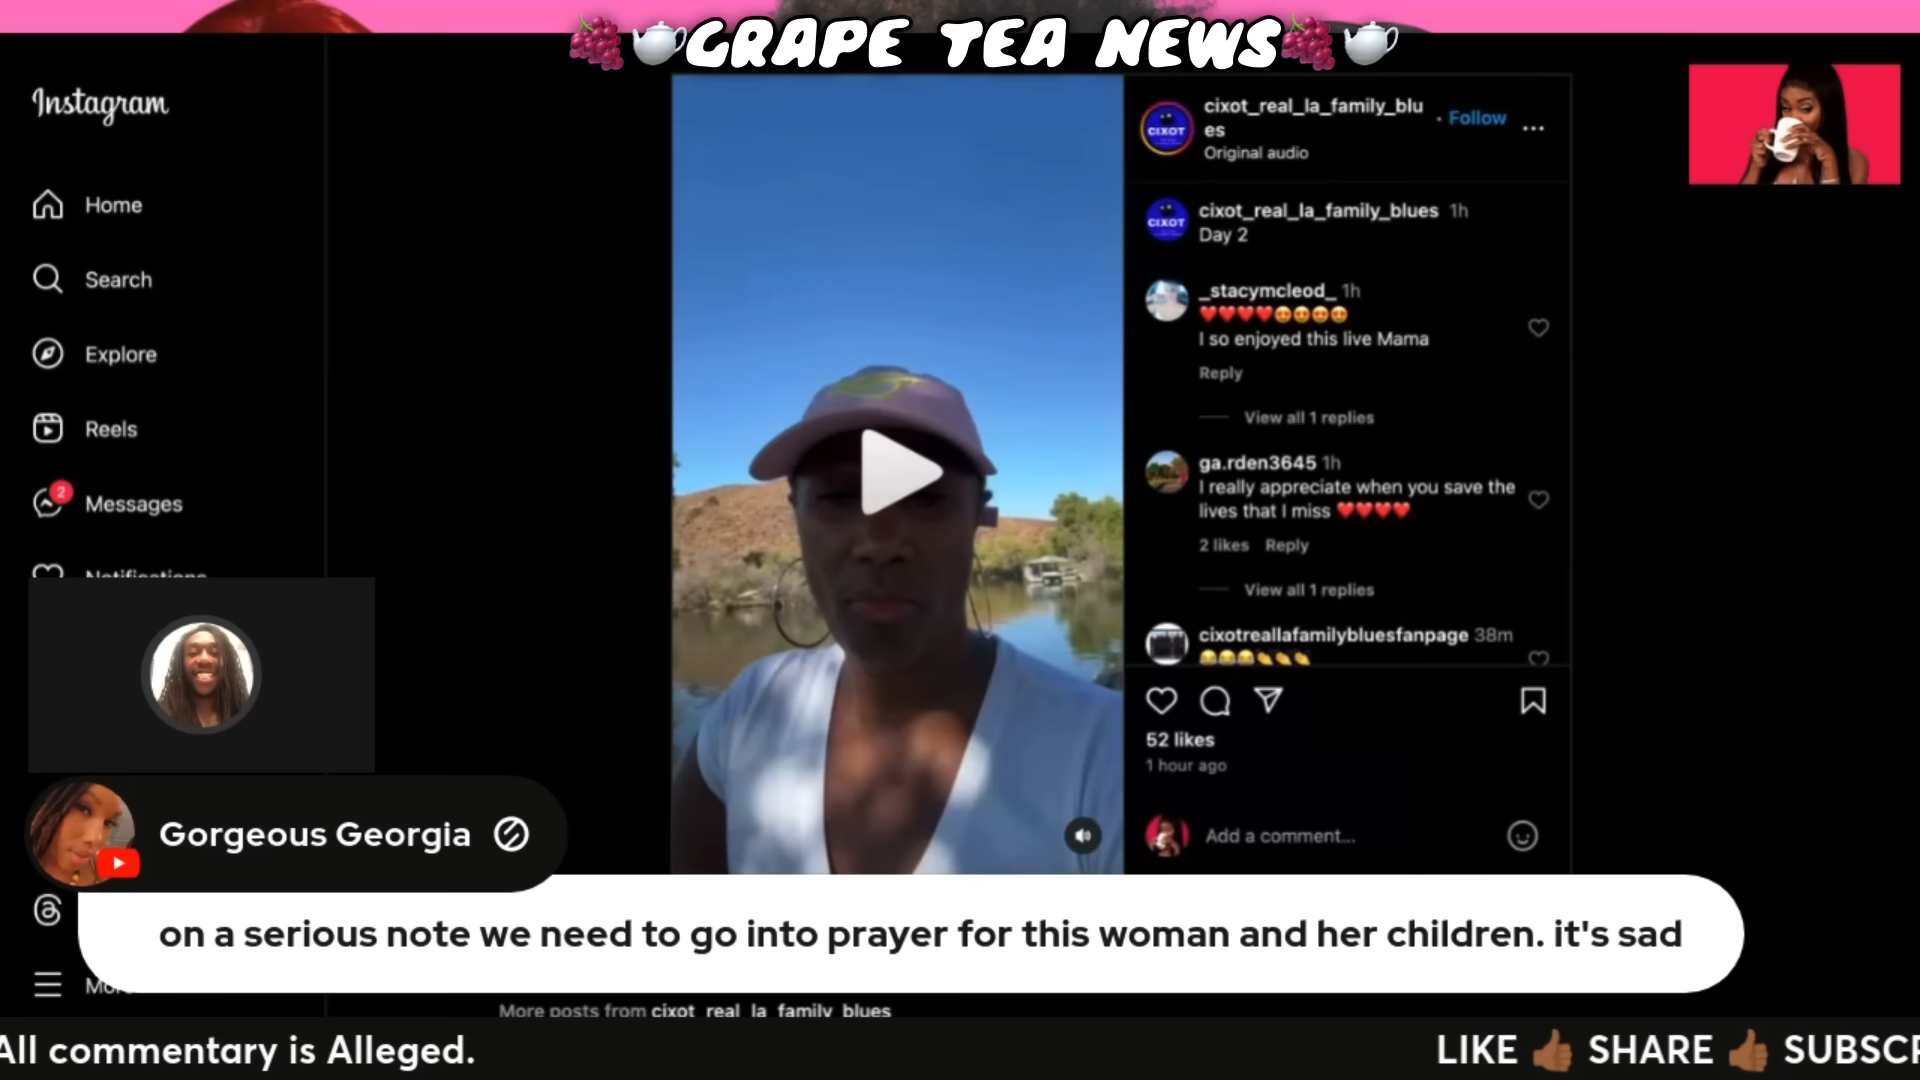 🍇🫖GRAPE TEA NEWS🍇🫖
Instagram
Home
Search
Explore
Reels
2
Messages
Notifications
More
CIXOT
cixot_real_la_family_blu
es
Original audio
• Follow
CIXOT
cixot_real_la_family_blues 1h
Day 2
_stacymcleod_ 1h
❤️❤️❤️❤️😍😍😍😍
I so enjoyed this live Mama
Reply
View all 1 replies
ga.rden3645 1h
I really appreciate when you save the
lives that I miss ❤️❤️❤️❤️
2 likes Reply
View all 1 replies
cixotreallafamilybluesfanpage 38m
😂😂😂👏👏👏
52 likes
1 hour ago
Add a comment...
Gorgeous Georgia
on a serious note we need to go into prayer for this woman and her children. it's sad
More posts from cixot_real_la_family_blues
All commentary is Alleged.
LIKE 👍🏾 SHARE 👍🏾 SUBSCR